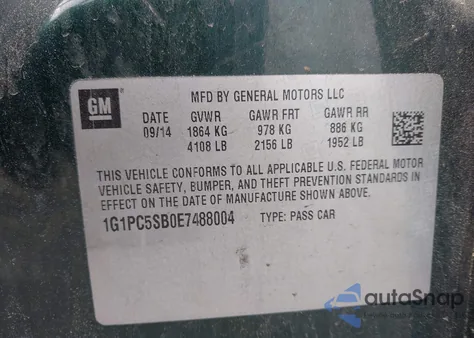 GM
MFD BY GENERAL MOTORS LLC
DATE GVWR GAWR FRT GAWR RR
09/14 1864 KG 978 KG 886 KG
4108 LB 2156 LB 1952 LB
THIS VEHICLE CONFORMS TO ALL APPLICABLE U.S. FEDERAL MOTOR
VEHICLE SAFETY, BUMPER, AND THEFT PREVENTION STANDARDS IN
EFFECT ON THE DATE OF MANUFACTURE SHOWN ABOVE.
1G1PC5SB0E7488004 TYPE: PASS CAR
autoSnap